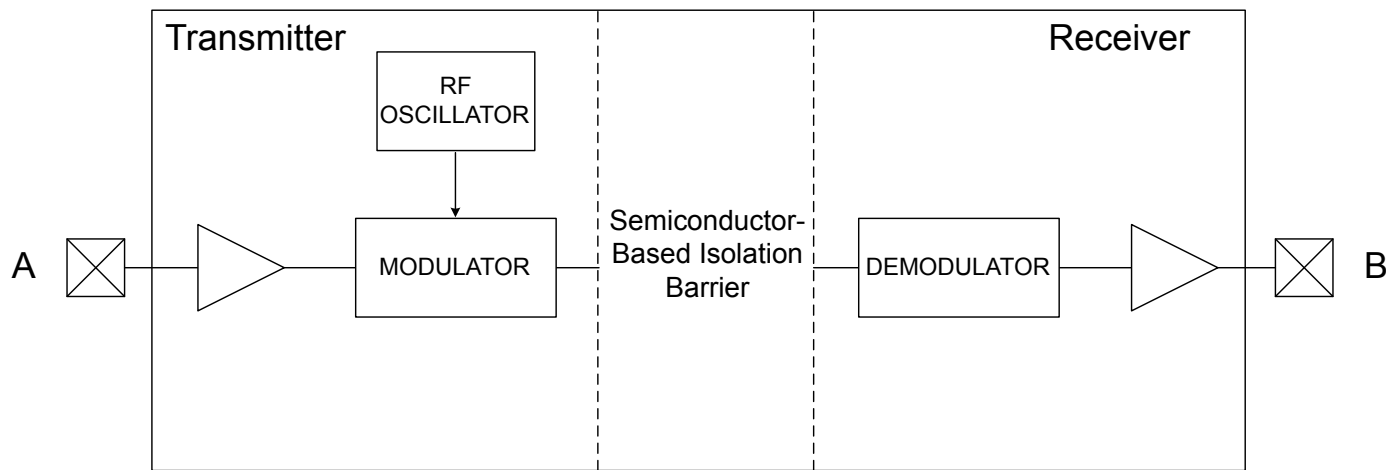 Transmitter
Receiver
RF
OSCILLATOR
A
MODULATOR
Semiconductor-
Based Isolation
Barrier
DEMODULATOR
B